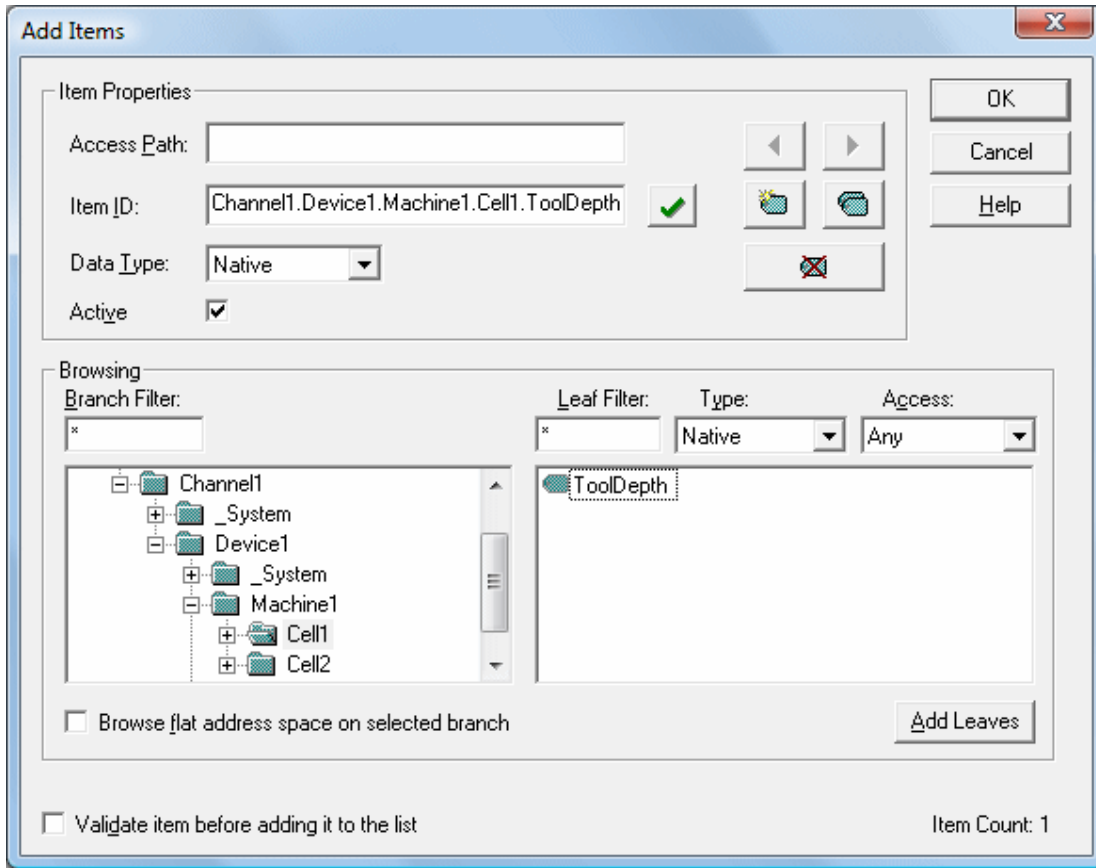 Add Items
Item Properties
OK
Access Path:
Cancel
Item ID: Channel1.Device1.Machine1.Cell1.ToolDepth
Help
Data Type: Native
Active
Browsing
Branch Filter: Leaf Filter: Type: Access:
* * Native Any
Channel1 ToolDepth
_System
Device1
_System
Machine1
Cell1
Cell2
Browse flat address space on selected branch Add Leaves
Validate item before adding it to the list Item Count: 1